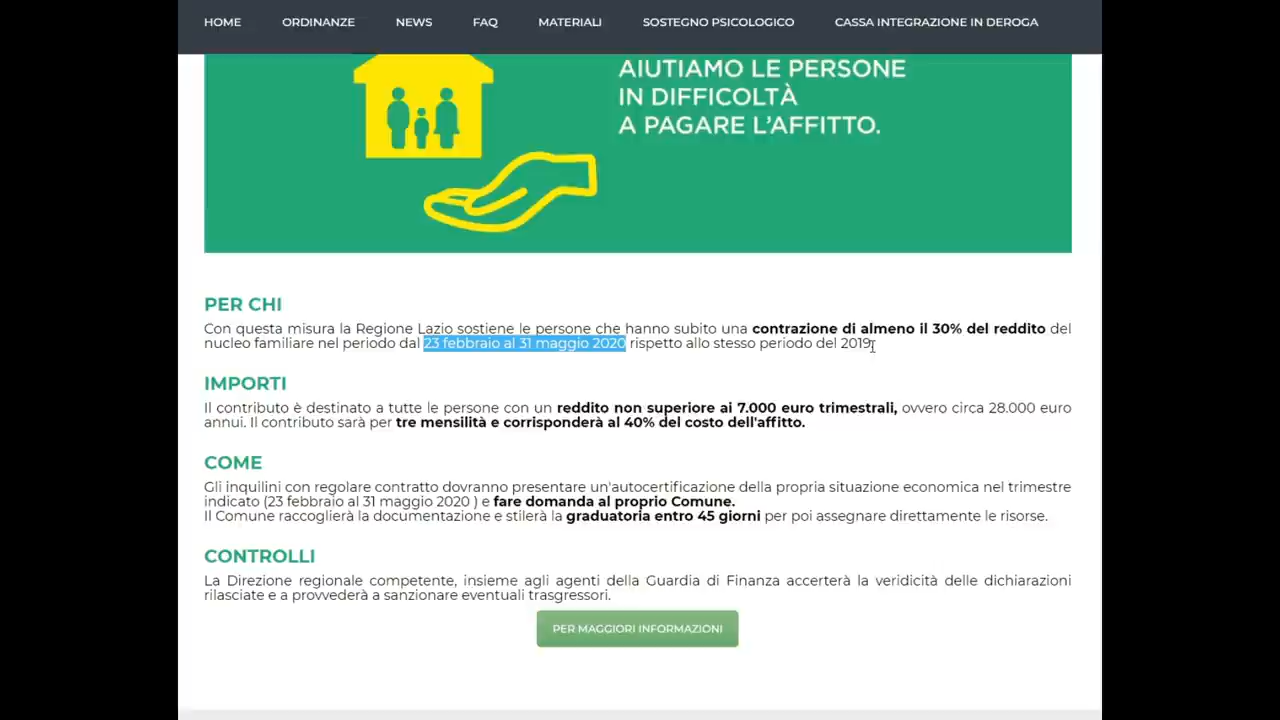 HOME ORDINANZE NEWS FAQ MATERIALI SOSTEGNO PSICOLOGICO CASSA INTEGRAZIONE IN DEROGA
AIUTIAMO LE PERSONE
IN DIFFICOLTÀ
A PAGARE L'AFFITTO.
PER CHI
Con questa misura la Regione Lazio sostiene le persone che hanno subito una contrazione di almeno il 30% del reddito del
nucleo familiare nel periodo dal 23 febbraio al 31 maggio 2020 rispetto allo stesso periodo del 2019.
IMPORTI
Il contributo è destinato a tutte le persone con un reddito non superiore ai 7.000 euro trimestrali, ovvero circa 28.000 euro
annui. Il contributo sarà per tre mensilità e corrisponderà al 40% del costo dell'affitto.
COME
Gli inquilini con regolare contratto dovranno presentare un'autocertificazione della propria situazione economica nel trimestre
indicato (23 febbraio al 31 maggio 2020 ) e fare domanda al proprio Comune.
Il Comune raccoglierà la documentazione e stilerà la graduatoria entro 45 giorni per poi assegnare direttamente le risorse.
CONTROLLI
La Direzione regionale competente, insieme agli agenti della Guardia di Finanza accerterà la veridicità delle dichiarazioni
rilasciate e a provvederà a sanzionare eventuali trasgressori.
PER MAGGIORI INFORMAZIONI